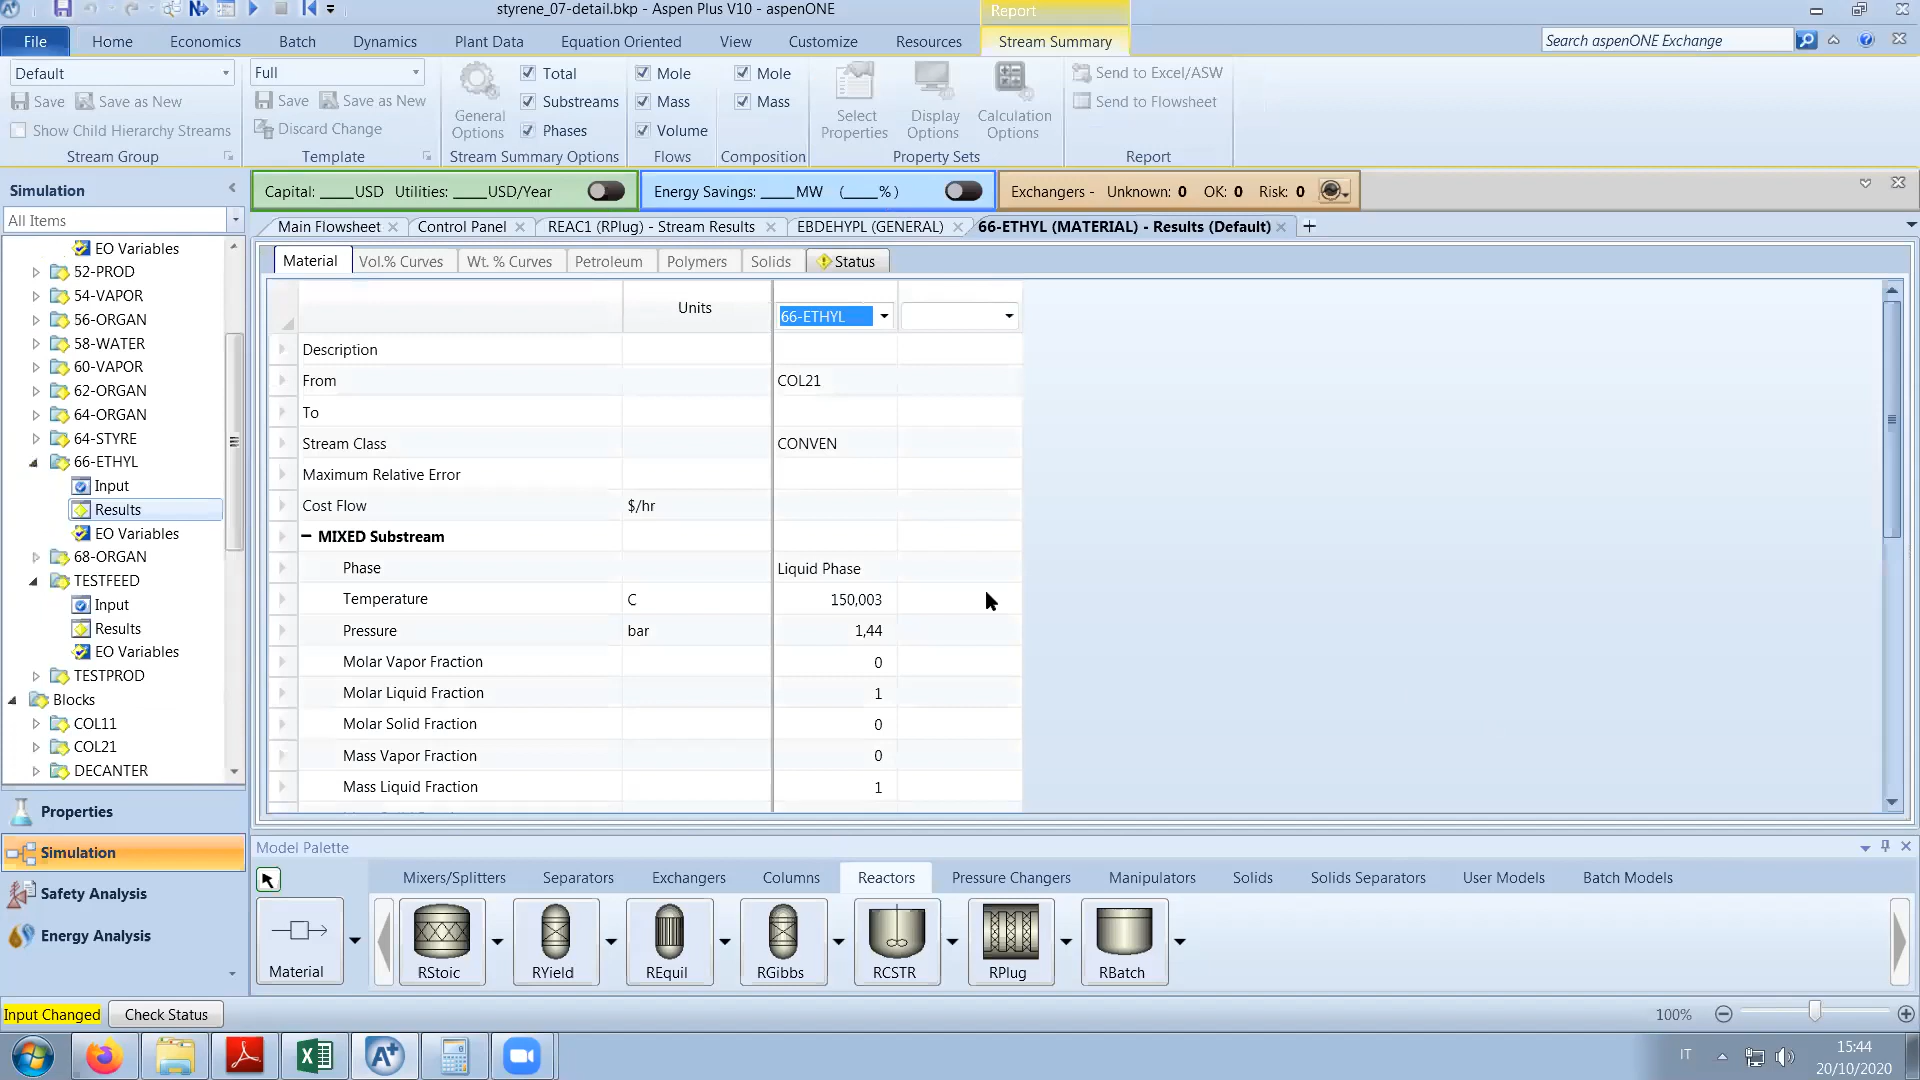 styrene_07-detail.bkp - Aspen Plus V10 - aspenONE
Report
File Home Economics Batch Dynamics Plant Data Equation Oriented View Customize Resources Stream Summary
Search aspenONE Exchange
Default Full Total Mole Mole Send to Excel/ASW
Save Save as New Save Save as New Substreams Mass Mass Send to Flowsheet
General Options Select Properties Display Options Calculation Options
Show Child Hierarchy Streams Discard Change Phases Volume
Stream Group Template Stream Summary Options Flows Composition Property Sets Report
Simulation
Capital: ____USD Utilities: ____USD/Year Energy Savings: ____MW (____%) Exchangers - Unknown: 0 OK: 0 Risk: 0
All Items
Main Flowsheet Control Panel REAC1 (RPlug) - Stream Results EBDEHYPL (GENERAL) 66-ETHYL (MATERIAL) - Results (Default)
Material Vol.% Curves Wt. % Curves Petroleum Polymers Solids Status
EO Variables
52-PROD
54-VAPOR
56-ORGAN
58-WATER
60-VAPOR
62-ORGAN
64-ORGAN
64-STYRE
66-ETHYL
Input
Results
EO Variables
68-ORGAN
TESTFEED
Input
Results
EO Variables
TESTPROD
Blocks
COL11
COL21
DECANTER
Units 66-ETHYL
Description
From COL21
To
Stream Class CONVEN
Maximum Relative Error
Cost Flow $/hr
MIXED Substream
Phase Liquid Phase
Temperature C 150,003
Pressure bar 1,44
Molar Vapor Fraction 0
Molar Liquid Fraction 1
Molar Solid Fraction 0
Mass Vapor Fraction 0
Mass Liquid Fraction 1
Properties
Simulation
Safety Analysis
Energy Analysis
Model Palette
Mixers/Splitters Separators Exchangers Columns Reactors Pressure Changers Manipulators Solids Solids Separators User Models Batch Models
Material RStoic RYield REquil RGibbs RCSTR RPlug RBatch
Input Changed Check Status 100%
IT 15:44
20/10/2020